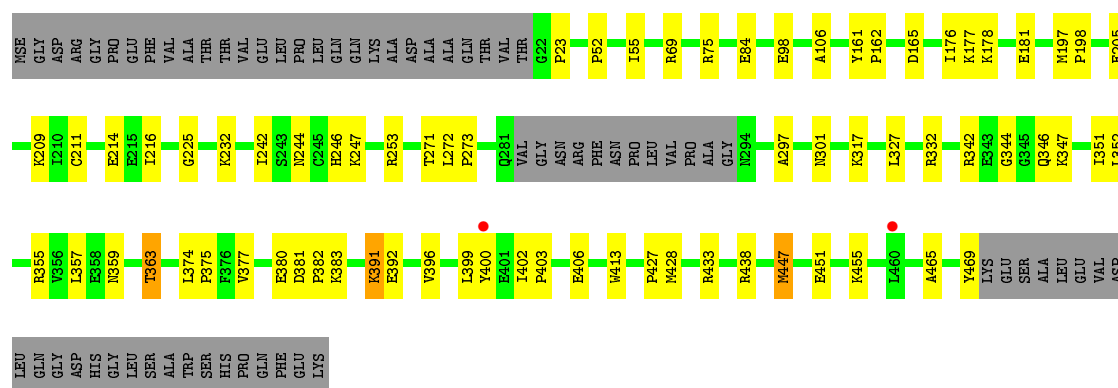 MSE GLY ASP ARG GLY PRO GLU PHE VAL ALA THR THR VAL GLU LEU PRO LEU GLN GLN LYS ALA ASP ALA ALA GLN THR VAL THR G22 P23 P52 I55 R69 R75 E84 E98 A106 Y161 P162 D165 I176 K177 K178 E181 M197 P198
K209 I210 C211 E214 E215 I216 G225 K232 I242 S243 N244 C245 H246 K247 R253 T271 L272 P273 Q281 VAL GLY ASN ARG PHE ASN PRO LEU VAL PRO ALA GLY N294 A297 N301 K317 L327 R332 R342 E343 G344 G345 Q346 K347 I351
R355 V356 L357 E358 N359 T363 L374 P375 F376 V377 E380 D381 P382 K383 K391 E392 V396 L399 Y400 E401 I402 P403 E406 W413 P427 M428 R433 R438 M447 E451 K455 L460 A465 Y469 LYS GLU SER ALA LEU GLU VAL ASP
LEU GLN GLY ASP HIS GLY LEU SER ALA TRP SER HIS PRO GLN PHE GLU LYS